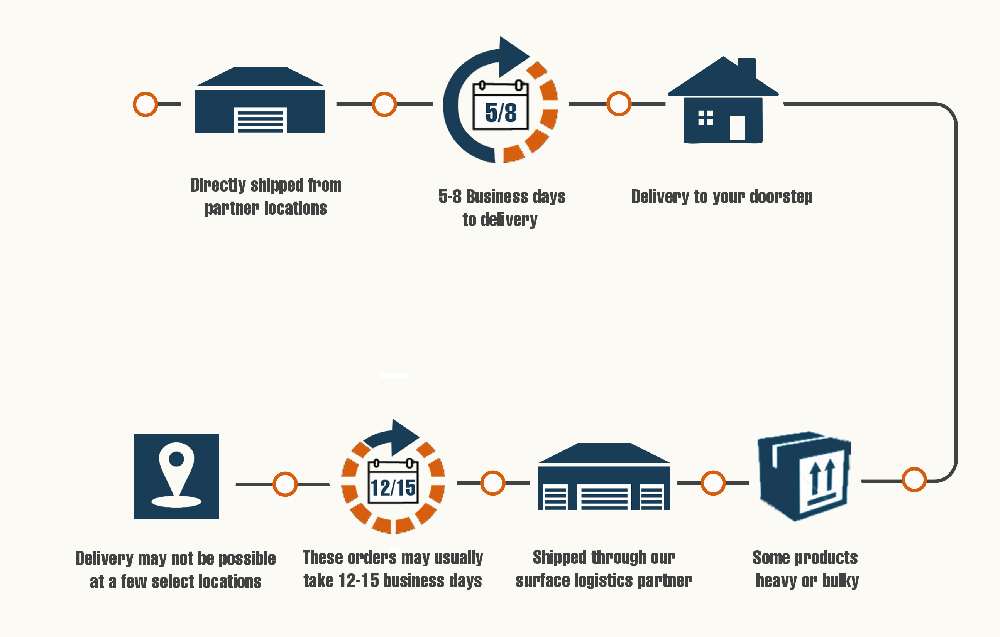 5/8
Directly shipped from
partner locations
5-8 Business days
to delivery
Delivery to your doorstep
12/15
Delivery may not be possible
at a few select locations
These orders may usually
take 12-15 business days
Shipped through our
surface logistics partner
Some products
heavy or bulky